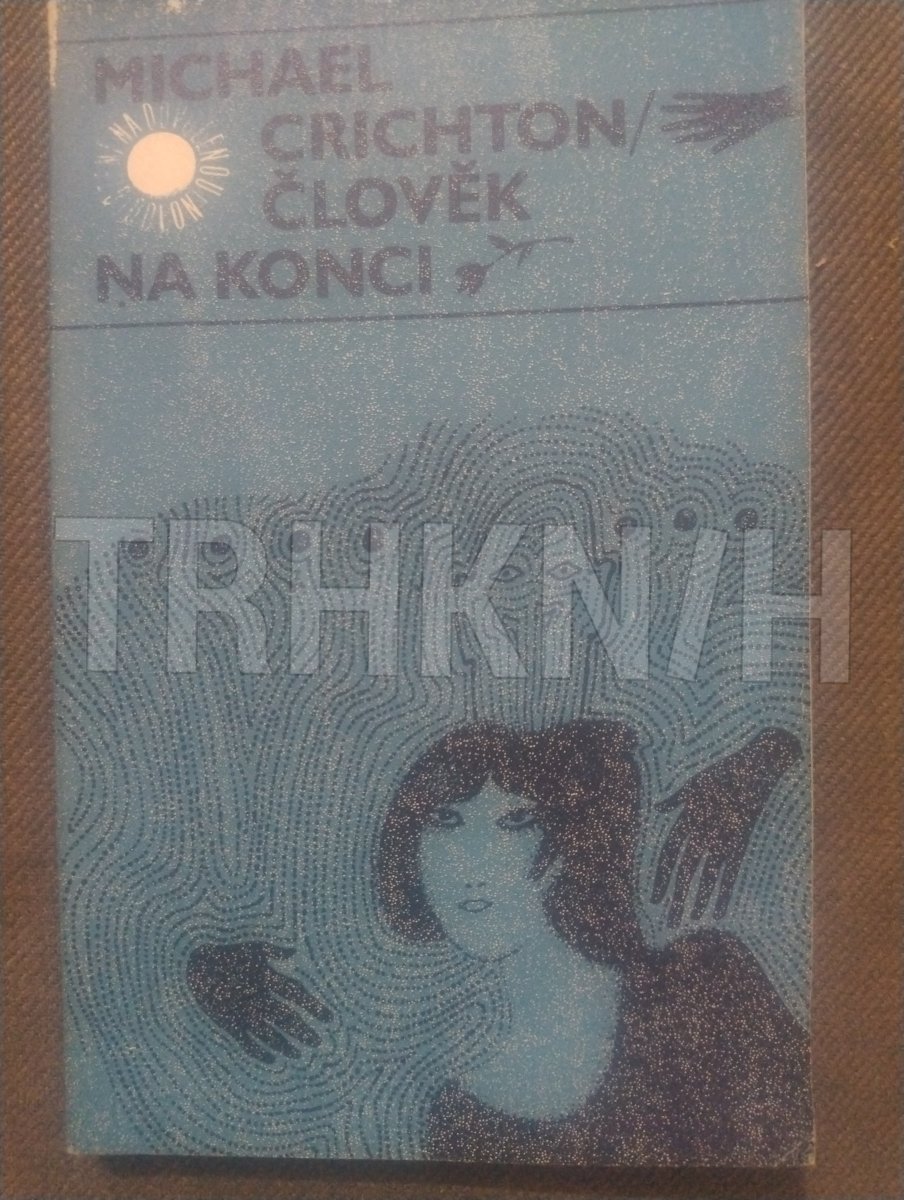 MICHAEL
CRICHTON/
ČLOVĚK
NA KONCI
TRHKNIH